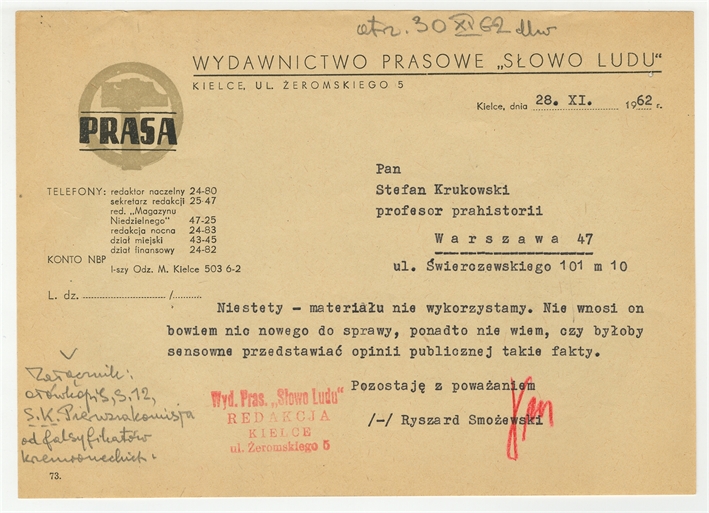 otrz. 30 XI 62
WYDAWNICTWO PRASOWE „SŁOWO LUDU"
KIELCE, UL. ŻEROMSKIEGO 5
PRASA
Kielce, dnia 28. XI. 1962 r.
Pan
Stefan Krukowski
profesor prahistorii
Warszawa 47
ul. Świerczewskiego 101 m 10
TELEFONY: redaktor naczelny 24-80
sekretarz redakcji 25-47
red. „Magazynu
Niedzielnego" 47-25
redakcja nocna 24-83
dział miejski 43-45
dział finansowy 24-82
KONTO NBP
I-szy Odz. M. Kielce 503 6-2
L. dz. ........................ /.........
Niestety - materiału nie wykorzystamy. Nie wnosi on
bowiem nic nowego do sprawy, ponadto nie wiem, czy byłoby
sensowne przedstawiać opinii publicznej takie fakty.
Pozostaję z poważaniem
/-/ Ryszard Smożewski
Wyd. Pras. „Słowo Ludu"
REDAKCJA
KIELCE
ul. Żeromskiego 5
Załącznik:
ołówkopis, S. 12,
S.K. Pierwsza komisja
od falsyfikatów
krzemioneckich.
73.